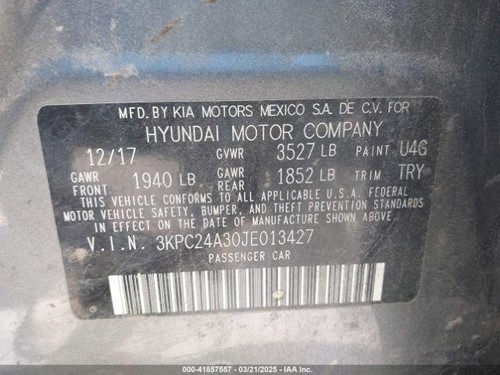 MFD. BY KIA MOTORS MEXICO S.A. DE C.V. FOR
HYUNDAI MOTOR COMPANY
12/17 GVWR 3527 LB PAINT U4G
GAWR FRONT 1940 LB GAWR REAR 1852 LB TRIM TRY
THIS VEHICLE CONFORMS TO ALL APPLICABLE U.S.A. FEDERAL
MOTOR VEHICLE SAFETY, BUMPER, AND THEFT PREVENTION STANDARDS
IN EFFECT ON THE DATE OF MANUFACTURE SHOWN ABOVE.
V.I.N. 3KPC24A30JE013427
PASSENGER CAR
000-41657557 | 03/21/2025 - IAA Inc.